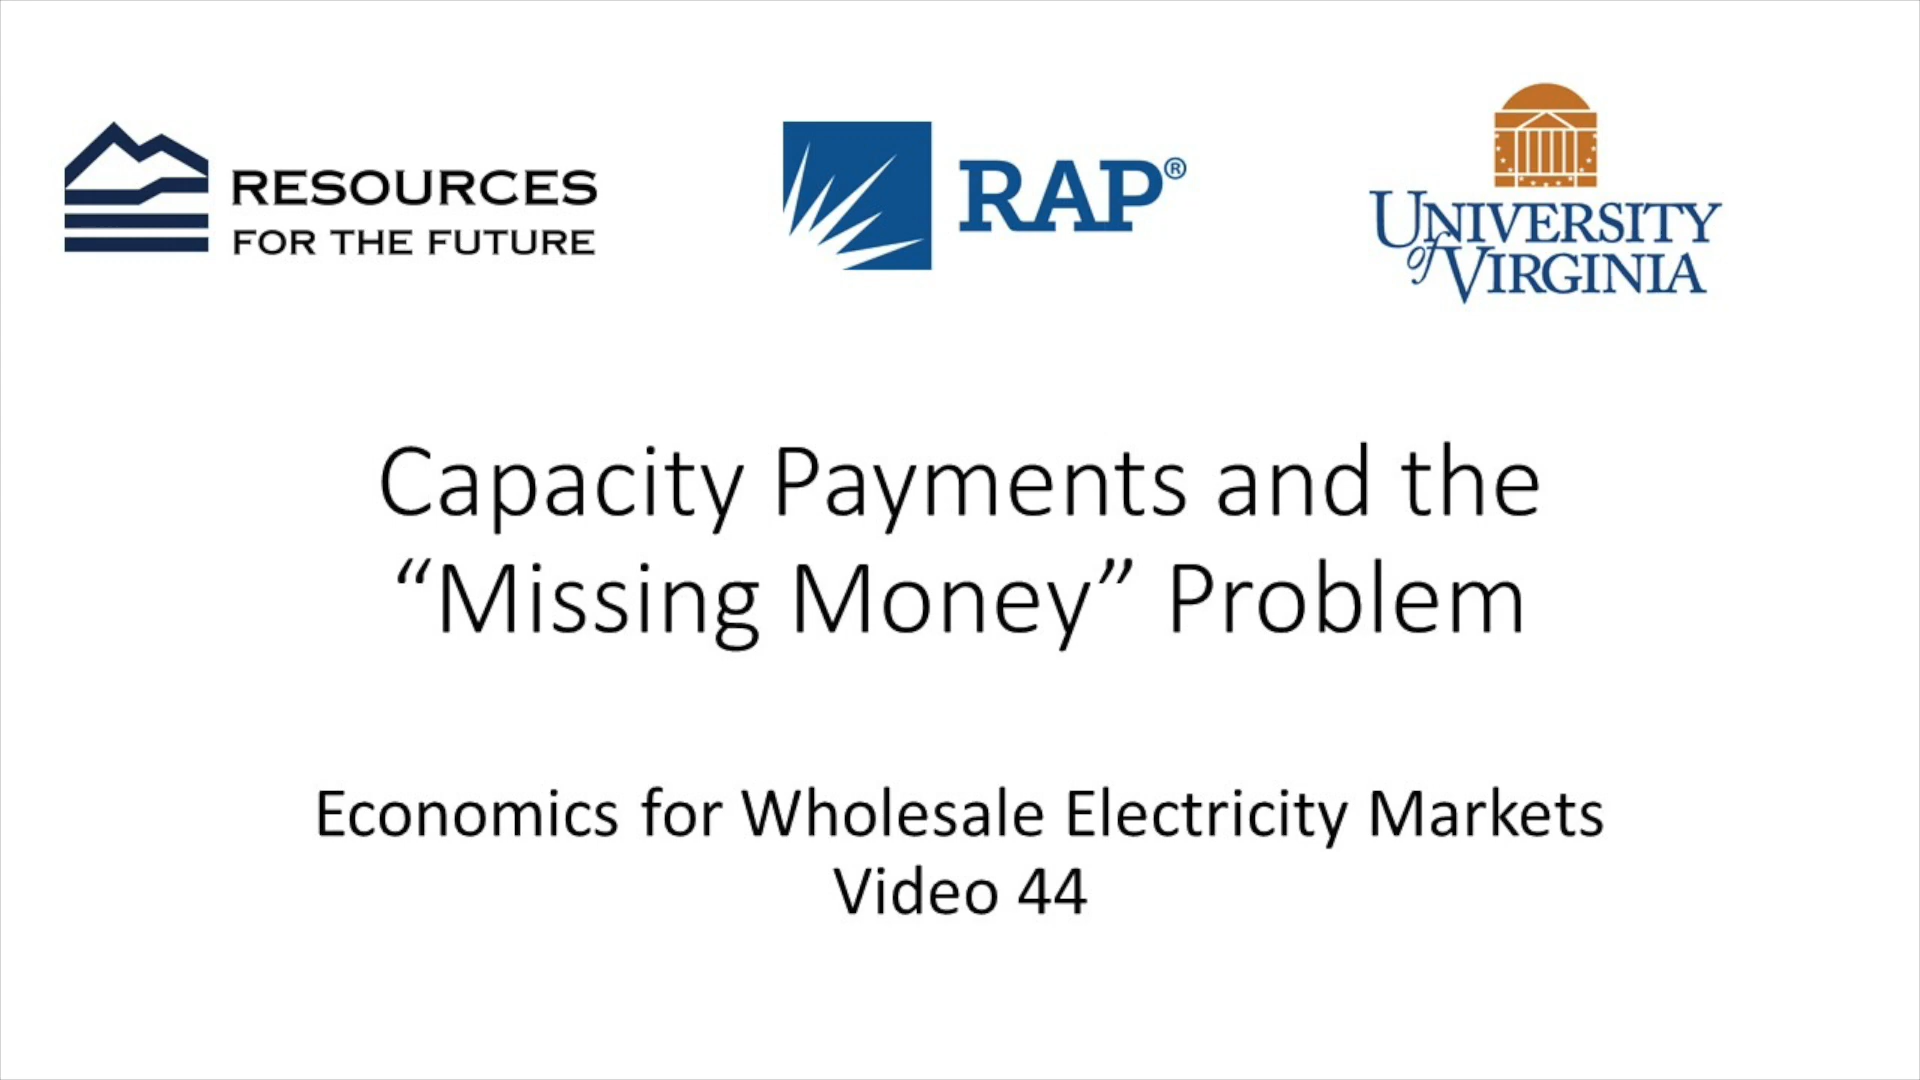 RESOURCES
FOR THE FUTURE
RAP®
UNIVERSITY
of VIRGINIA
Capacity Payments and the
“Missing Money” Problem
Economics for Wholesale Electricity Markets
Video 44